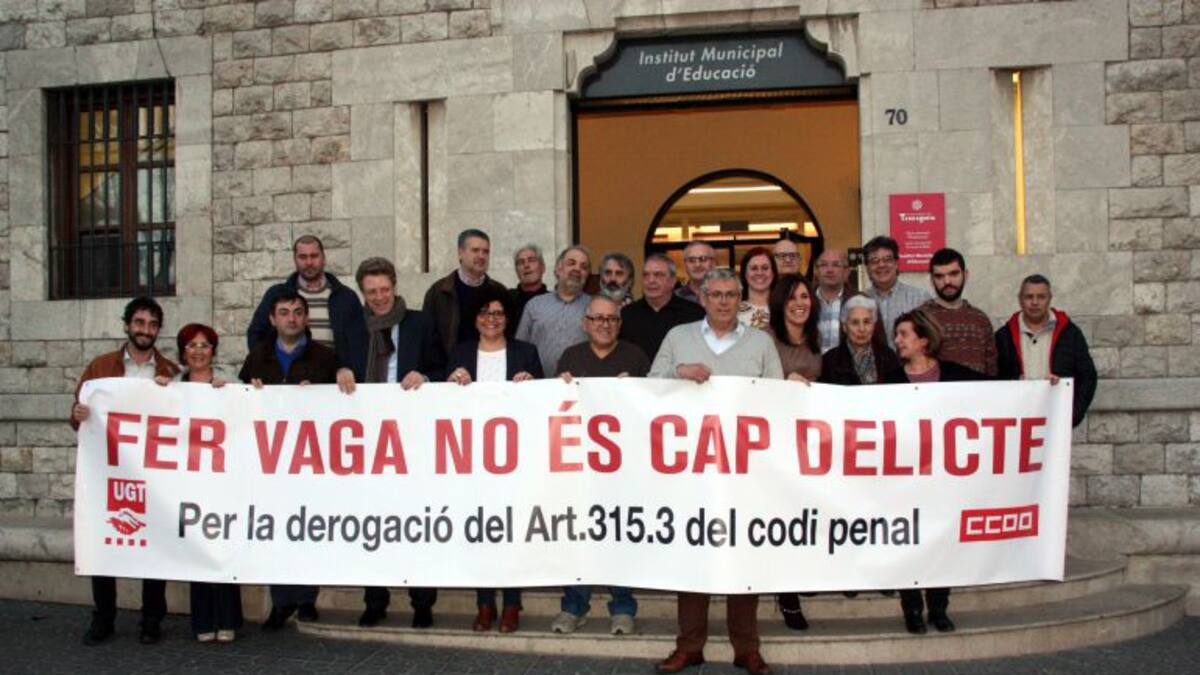 Institut Municipal
d'Educació
70
Tarragona
FER VAGA NO ÉS CAP DELICTE
UGT
Per la derogació del Art.315.3 del codi penal
CCOO